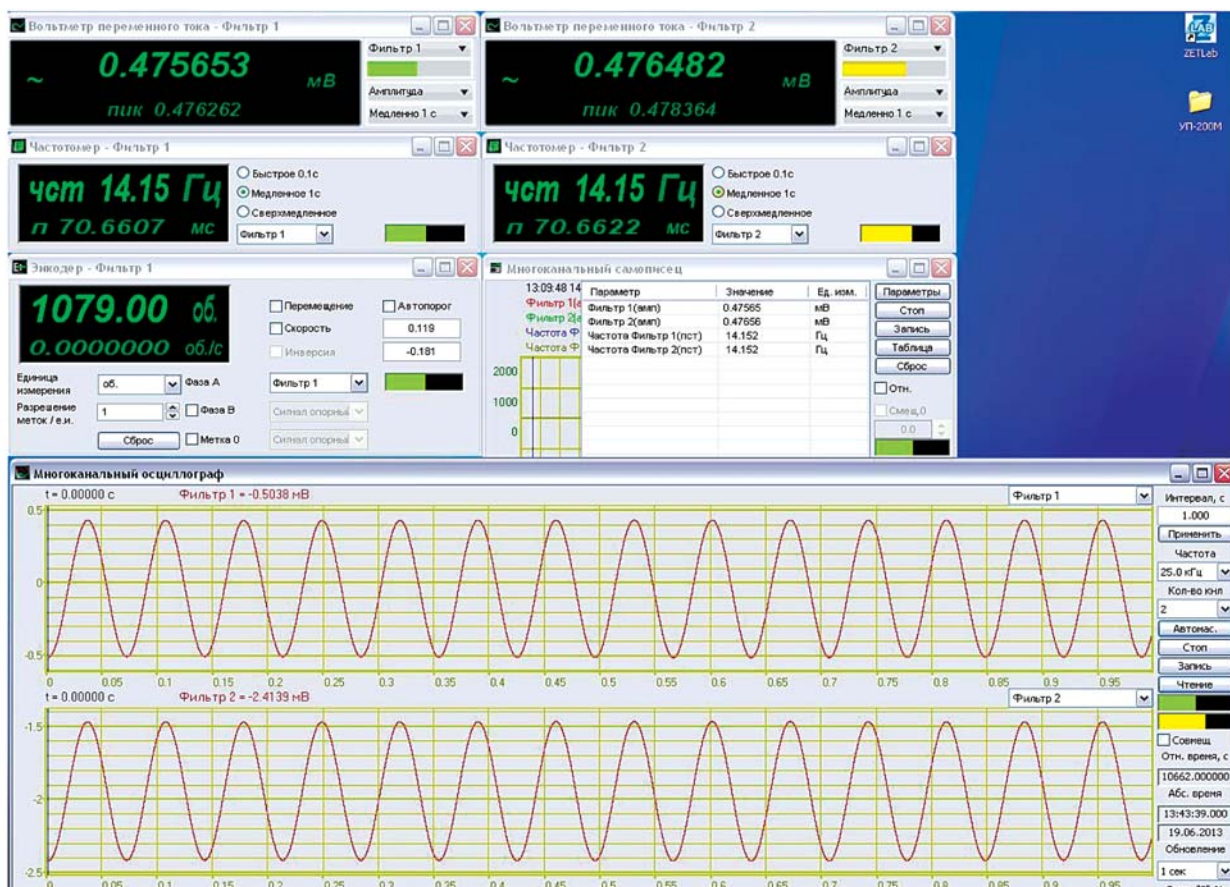 Вольтметр переменного тока - Фильтр 1
0.475653
~
мВ
пик 0.476262
Фильтр 1
Амплитуда
Медленно 1 с
Вольтметр переменного тока - Фильтр 2
0.476482
~
мВ
пик 0.478364
Фильтр 2
Амплитуда
Медленно 1 с
ZETLab
УП-200М
Частотомер - Фильтр 1
чст 14.15 Гц
п 70.6607 мс
Быстрое 0.1с
Медленное 1с
Сверхмедленное
Фильтр 1
Частотомер - Фильтр 2
чст 14.15 Гц
п 70.6622 мс
Быстрое 0.1с
Медленное 1с
Сверхмедленное
Фильтр 2
Энкодер - Фильтр 1
1079.00 об.
0.0000000 об./с
Перемещение
Скорость
Инверсия
Автопорог
0.119
-0.181
Единица измерения
об.
Фаза А
Фильтр 1
Разрешение меток / е.и.
1
Фаза В
Сигнал опорный
Сброс
Метка 0
Сигнал опорный
Многоканальный самописец
13:09:48 14
Фильтр 1(а
Фильтр 2(а
Частота Ф
Частота Ф
2000
1000
0
Параметр Значение Ед. изм.
Фильтр 1(амп) 0.47565 мВ
Фильтр 2(амп) 0.47656 мВ
Частота Фильтр 1(пст) 14.152 Гц
Частота Фильтр 2(пст) 14.152 Гц
Параметры
Стоп
Запись
Таблица
Сброс
Отн.
Смещ,0
0.0
Многоканальный осциллограф
t = 0.00000 с Фильтр 1 = -0.5038 мВ
Фильтр 1
0.5
0
-0.5
0 0.05 0.1 0.15 0.2 0.25 0.3 0.35 0.4 0.45 0.5 0.55 0.6 0.65 0.7 0.75 0.8 0.85 0.9 0.95
t = 0.00000 с Фильтр 2 = -2.4139 мВ
Фильтр 2
-1.5
-2
-2.5
0 0.05 0.1 0.15 0.2 0.25 0.3 0.35 0.4 0.45 0.5 0.55 0.6 0.65 0.7 0.75 0.8 0.85 0.9 0.95
Интервал, с
1.000
Применить
Частота
25.0 кГц
Кол-во кнл
2
Автомас.
Стоп
Запись
Чтение
Совмещ
Отн. время, с
10662.000000
Абс. время
13:43:39.000
19.06.2013
Обновление
1 сек